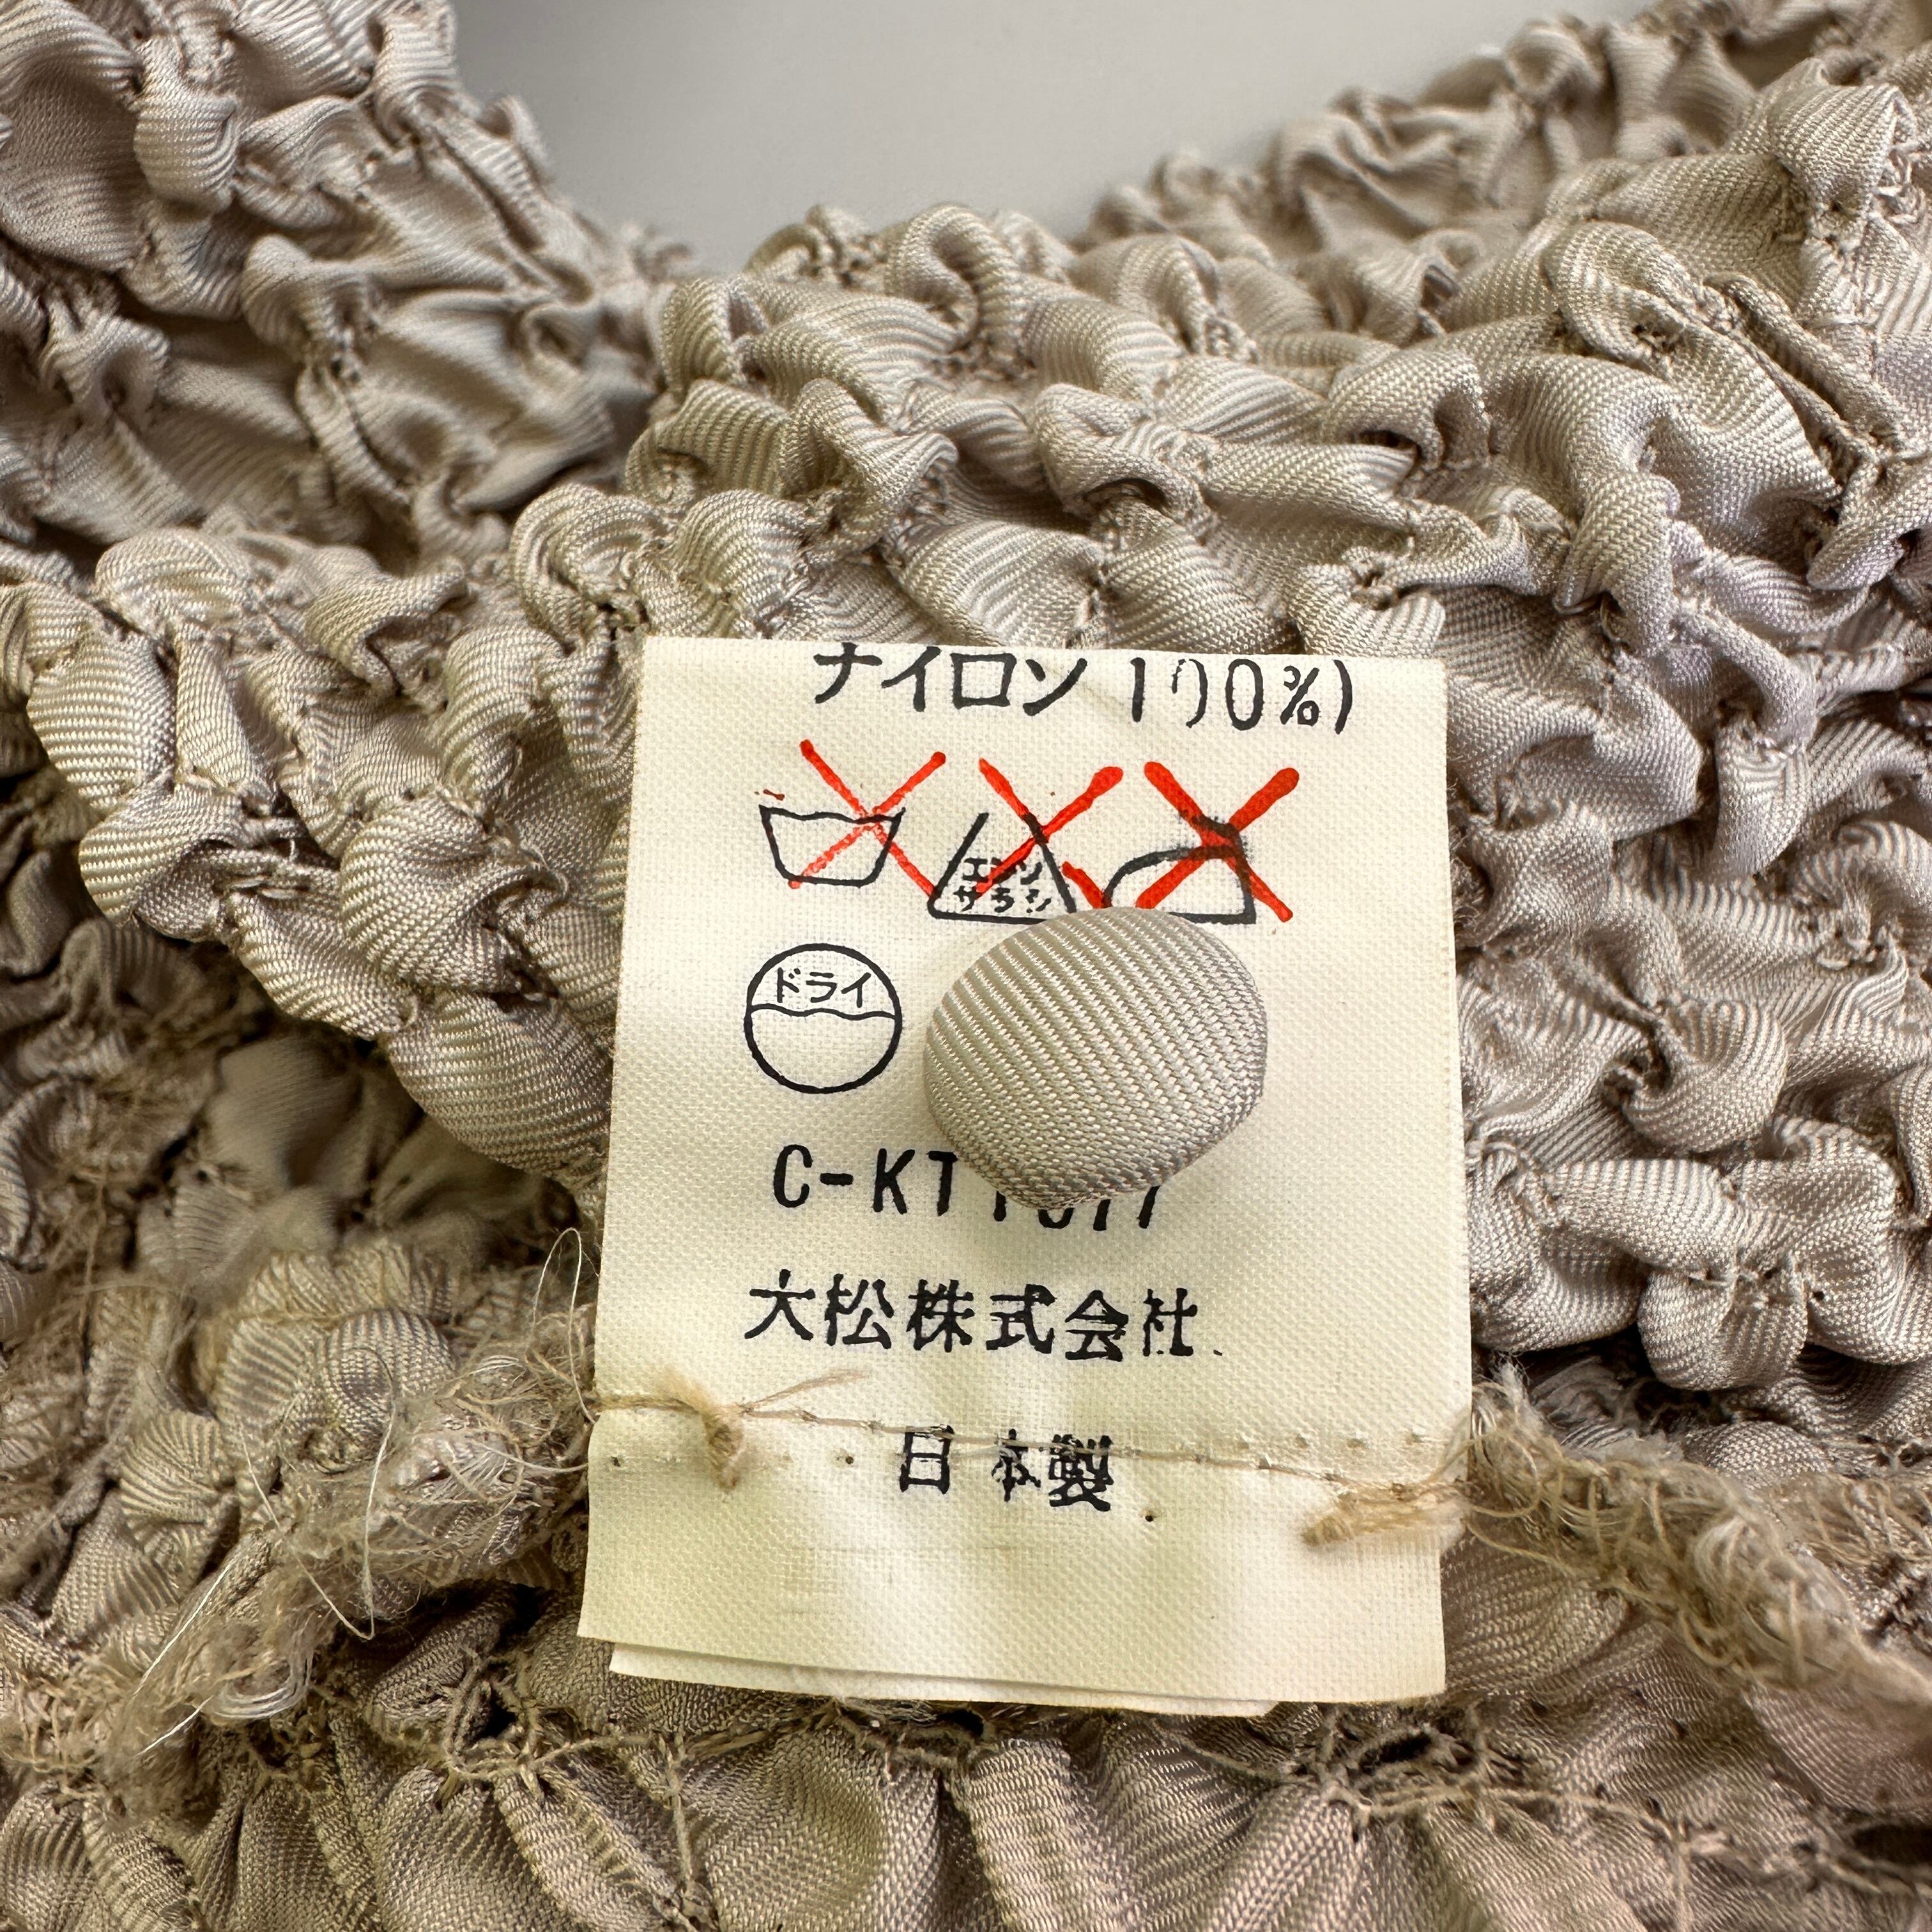 ナイロン 100%)
エンソ
サラシ
ドライ
大松株式会社.
日本製